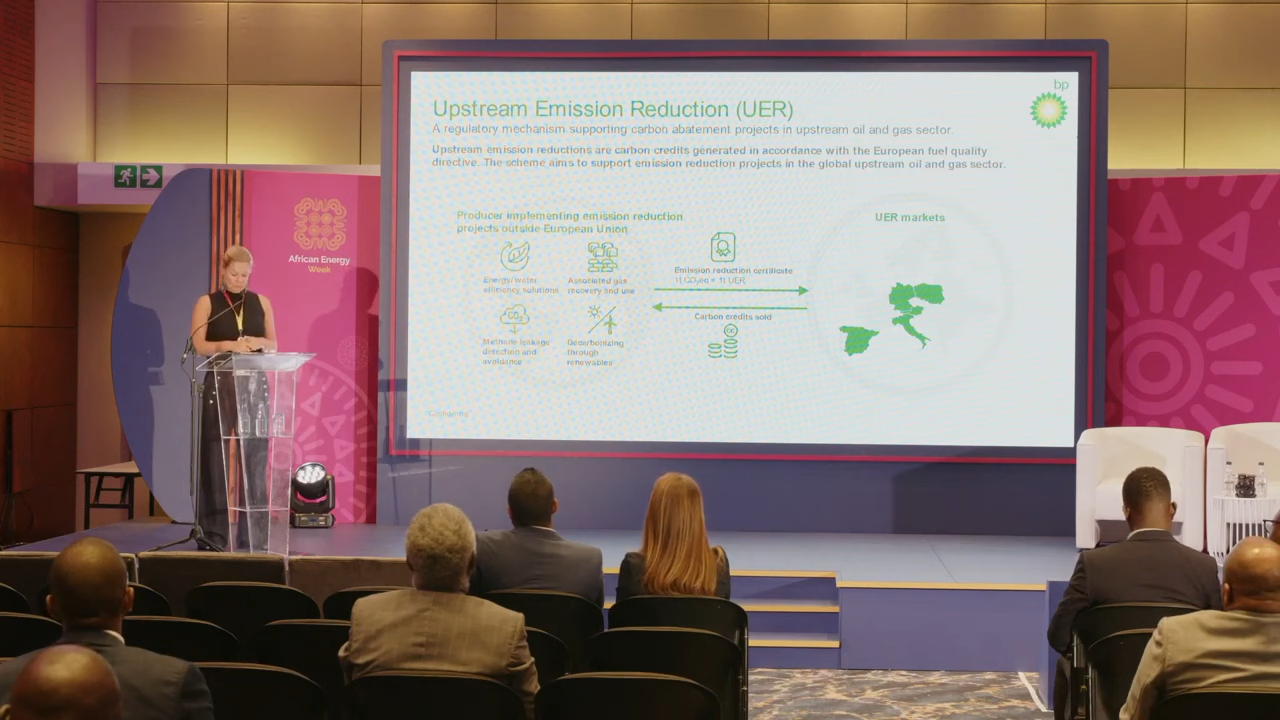 bp
Upstream Emission Reduction (UER)
A regulatory mechanism supporting carbon abatement projects in upstream oil and gas sector.
Upstream emission reductions are carbon credits generated in accordance with the European fuel quality
directive. The scheme aims to support emission reduction projects in the global upstream oil and gas sector.
Producer implementing emission reduction
projects outside European Union
UER markets
Energy/water
efficiency solutions
Associated gas
recovery and use
Emission reduction certificate
1t CO₂eq = 1t UER
Carbon credits sold
CO₂
Methane leakage
detection and
avoidance
Decarbonizing
through
renewables
African Energy
Week